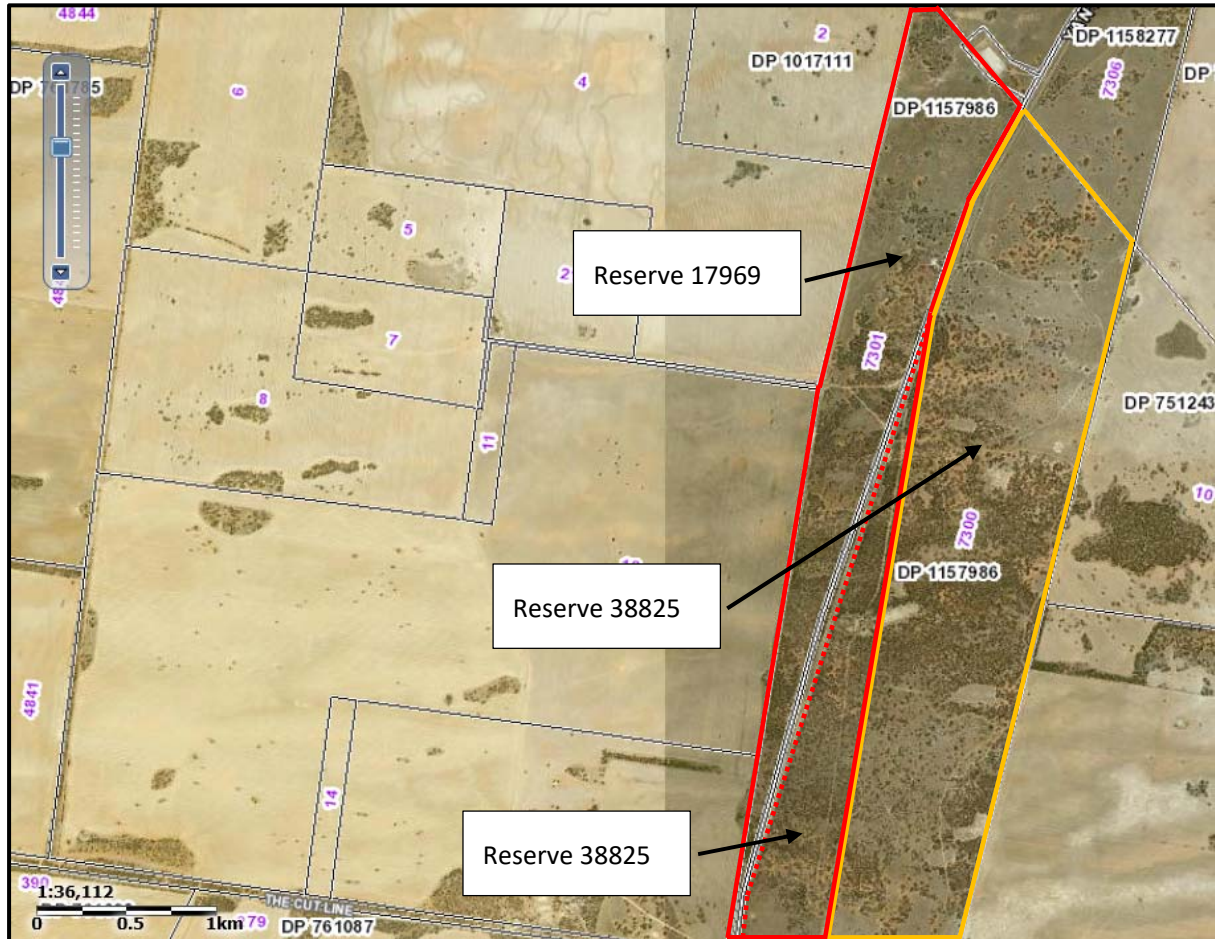 4844
DP 1158277
2
DP 1017111
DP
7306
4
6
DP 1157986
5
2
Reserve 17969
7
7301
8
DP 751243
11
10
7300
DP 1157986
Reserve 38825
4841
14
Reserve 38825
390
1:36,112
THE CUT LINE
0 0.5 1km
379
DP 761087